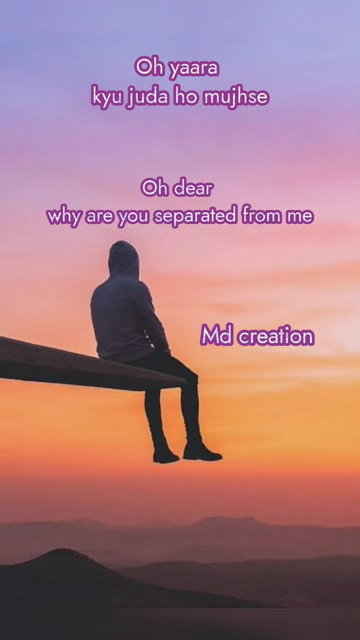 Oh yaara
kyu juda ho mujhse
Oh dear
why are you separated from me
Md creation